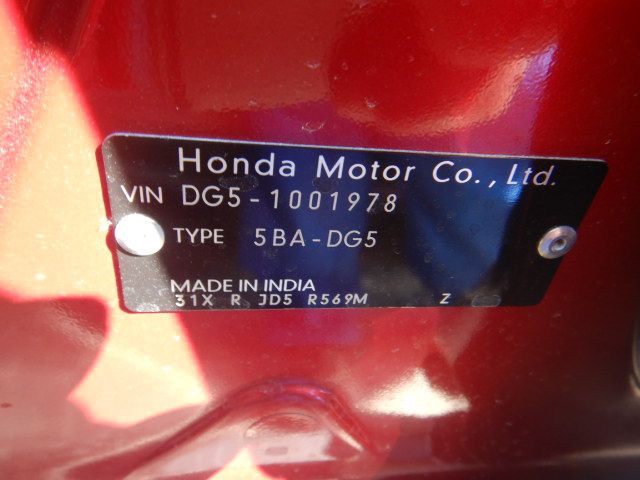 Honda Motor Co., Ltd.
VIN DG5-1001978
TYPE 5BA-DG5
MADE IN INDIA
31X R JD5 R569M Z